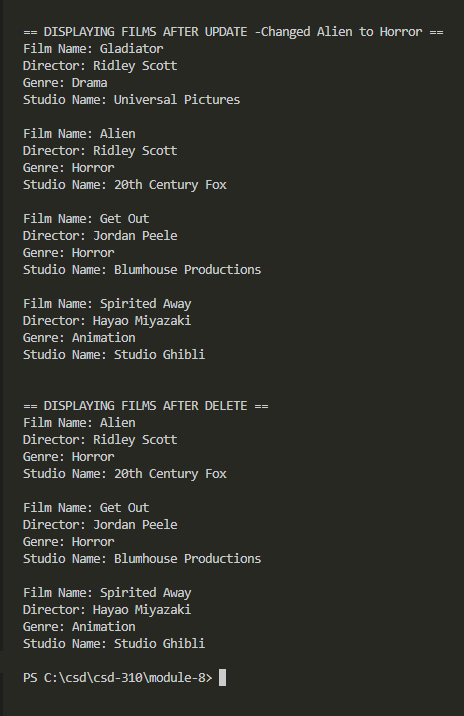 == DISPLAYING FILMS AFTER UPDATE -Changed Alien to Horror ==
Film Name: Gladiator
Director: Ridley Scott
Genre: Drama
Studio Name: Universal Pictures
Film Name: Alien
Director: Ridley Scott
Genre: Horror
Studio Name: 20th Century Fox
Film Name: Get Out
Director: Jordan Peele
Genre: Horror
Studio Name: Blumhouse Productions
Film Name: Spirited Away
Director: Hayao Miyazaki
Genre: Animation
Studio Name: Studio Ghibli
== DISPLAYING FILMS AFTER DELETE ==
Film Name: Alien
Director: Ridley Scott
Genre: Horror
Studio Name: 20th Century Fox
Film Name: Get Out
Director: Jordan Peele
Genre: Horror
Studio Name: Blumhouse Productions
Film Name: Spirited Away
Director: Hayao Miyazaki
Genre: Animation
Studio Name: Studio Ghibli
PS C:\csd\csd-310\module-8>